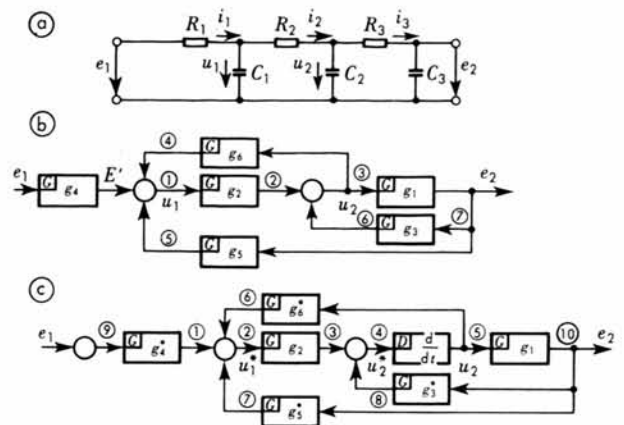 a
R₁ i₁ R₂ i₂ R₃ i₃
e₁ u₁ C₁ u₂ C₂ C₃ e₂
b
④ G g₆
e₁ G g₄ E' ① u₁ G g₂ ② u₂ ③ G g₁ e₂
⑥ G g₃ ⑦
⑤ G g₅
c
⑥ G g₆*
e₁ ⑨ G g₄* ① ② u₁* G g₂ ③ ④ u₂* D d/dt ⑤ u₂ G g₁ ⑩ e₂
⑧ G g₃*
⑦ G g₅*